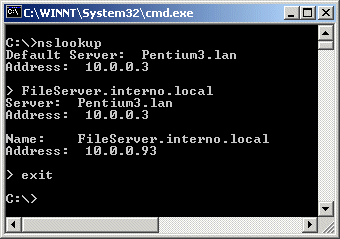 C:\WINNT\System32\cmd.exe
C:\>nslookup
Default Server:  Pentium3.lan
Address:  10.0.0.3
> FileServer.interno.local
Server:  Pentium3.lan
Address:  10.0.0.3
Name:    FileServer.interno.local
Address:  10.0.0.93
> exit
C:\>